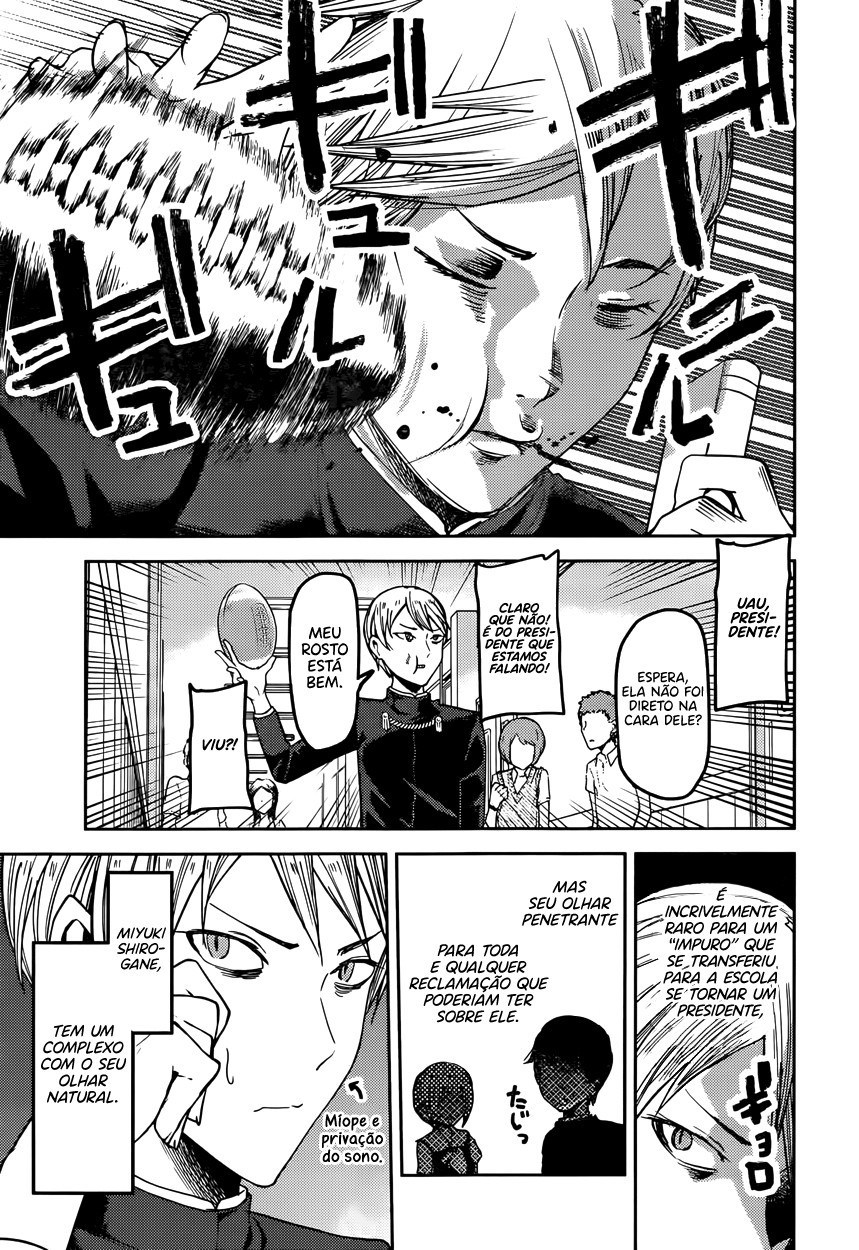 ギュルギュルギュル
UAU,
PRESI-
DENTE!
ESPERA,
ELA NÃO FOI
DIRETO NA
CARA DELE?
CLARO
QUE NÃO!
É DO PRESI-
DENTE QUE
ESTAMOS
FALANDO!
MEU
ROSTO
ESTÁ
BEM.
VIU?!
É
INCRIVELMENTE
RARO PARA UM
“IMPURO” QUE
SE TRANSFERIU
PARA A ESCOLA
SE TORNAR UM
PRESIDENTE,
ギョロ
MAS
SEU OLHAR
PENETRANTE
PARA TODA
E QUALQUER
RECLAMAÇÃO QUE
PODERIAM TER
SOBRE ELE.
たじっ
MIYUKI
SHIRO-
GANE,
TEM UM
COMPLEXO
COM O SEU
OLHAR
NATURAL.
Míope e
privação
do sono.